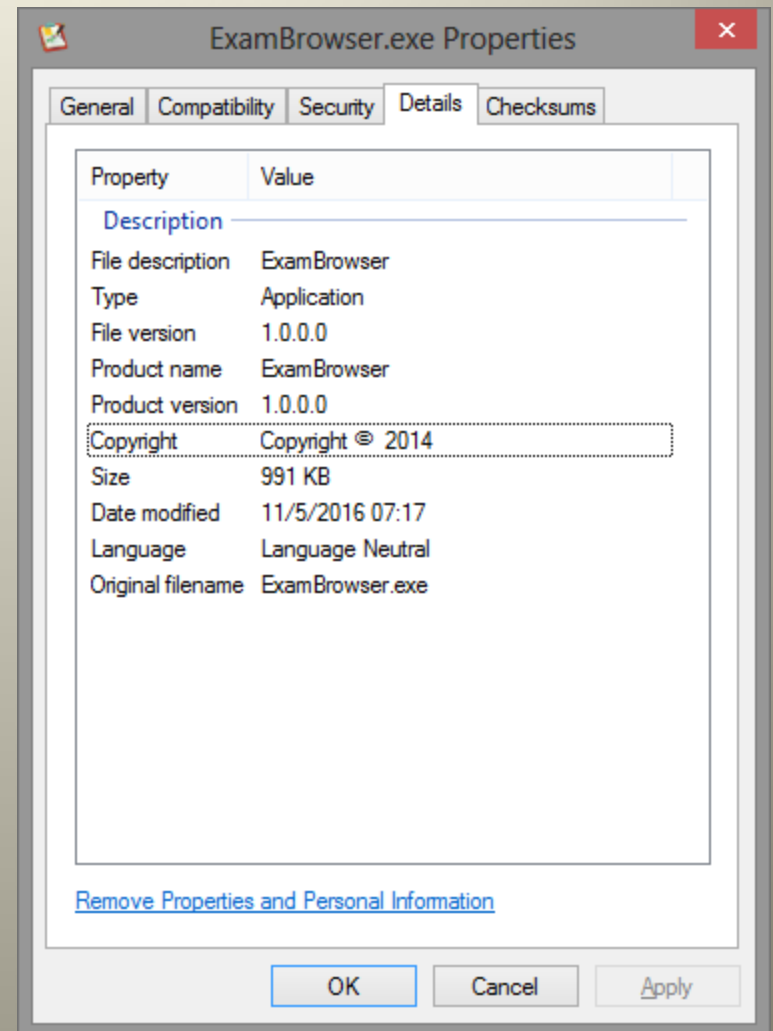 ExamBrowser.exe Properties
General Compatibility Security Details Checksums
Property Value
Description
File description ExamBrowser
Type Application
File version 1.0.0.0
Product name ExamBrowser
Product version 1.0.0.0
Copyright Copyright © 2014
Size 991 KB
Date modified 11/5/2016 07:17
Language Language Neutral
Original filename ExamBrowser.exe
Remove Properties and Personal Information
OK Cancel Apply